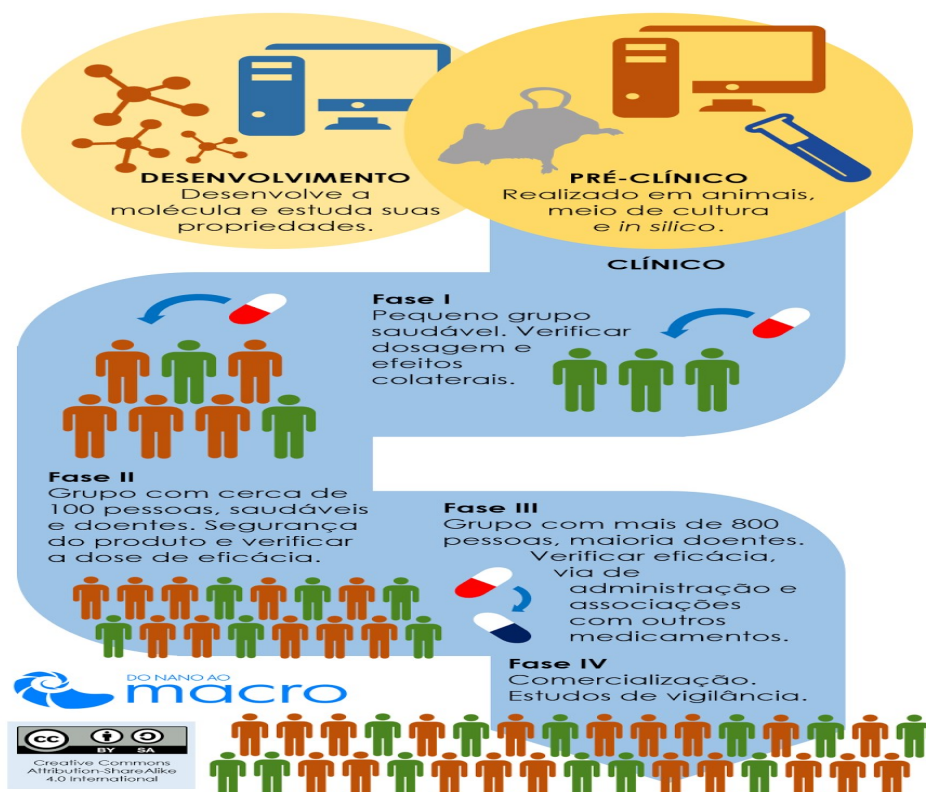 DESENVOLVIMENTO
Desenvolve a
molécula e estuda suas
propriedades.
PRÉ-CLÍNICO
Realizado em animais,
meio de cultura
e in silico.
CLÍNICO
Fase I
Pequeno grupo
saudável. Verificar
dosagem e
efeitos
colaterais.
Fase II
Grupo com cerca de
100 pessoas, saudáveis
e doentes. Segurança
do produto e verificar
a dose de eficácia.
Fase III
Grupo com mais de 800
pessoas, maioria doentes.
Verificar eficácia,
via de
administração e
associações
com outros
medicamentos.
Fase IV
Comercialização.
Estudos de vigilância.
DO NANO AO
macro
cc
BY SA
Creative Commons
Attribution-ShareAlike
4.0 International